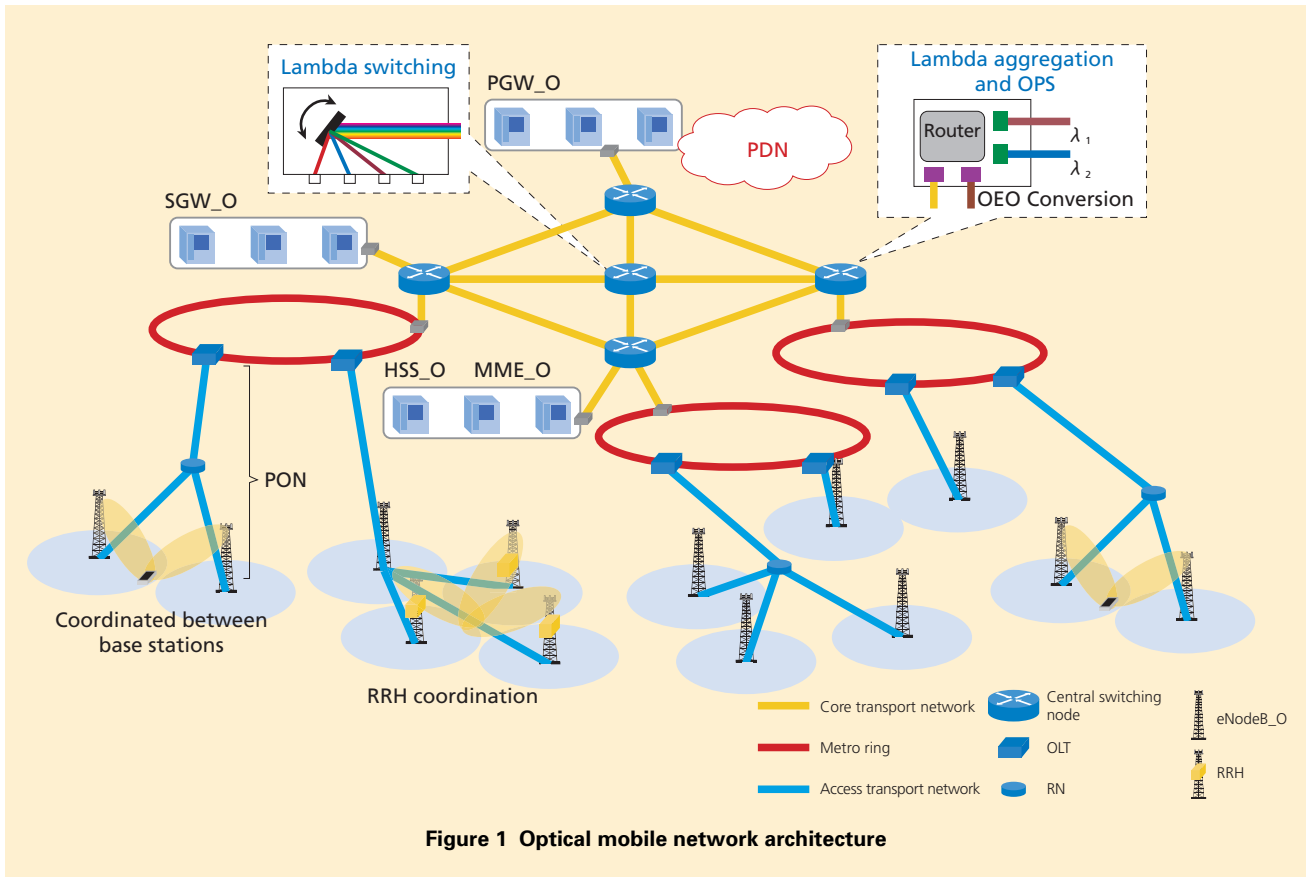 Lambda switching
PGW_O
PDN
Lambda aggregation
and OPS
Router
λ 1
λ 2
OEO Conversion
SGW_O
HSS_O MME_O
PON
Coordinated between
base stations
RRH coordination
Core transport network
Central switching
node
eNodeB_O
Metro ring
OLT
RRH
Access transport network
RN
Figure 1 Optical mobile network architecture